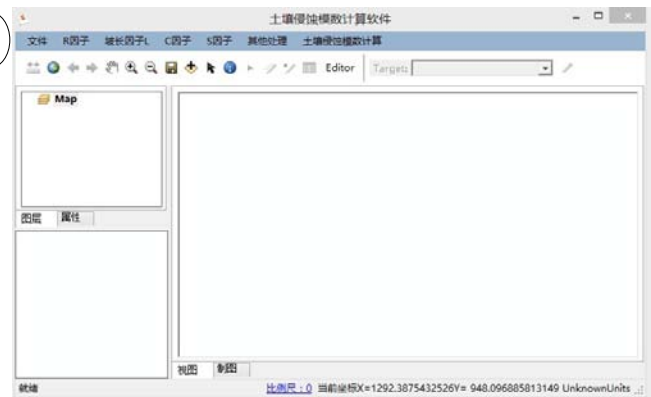 土壤侵蚀模数计算软件
文件 R因子 坡长因子L C因子 S因子 其他处理 土壤侵蚀模数计算
Editor Target:
Map
图层 属性
视图 制图
就绪 比例尺:0 当前坐标X=1292.3875432526Y= 948.096885813149 UnknownUnits